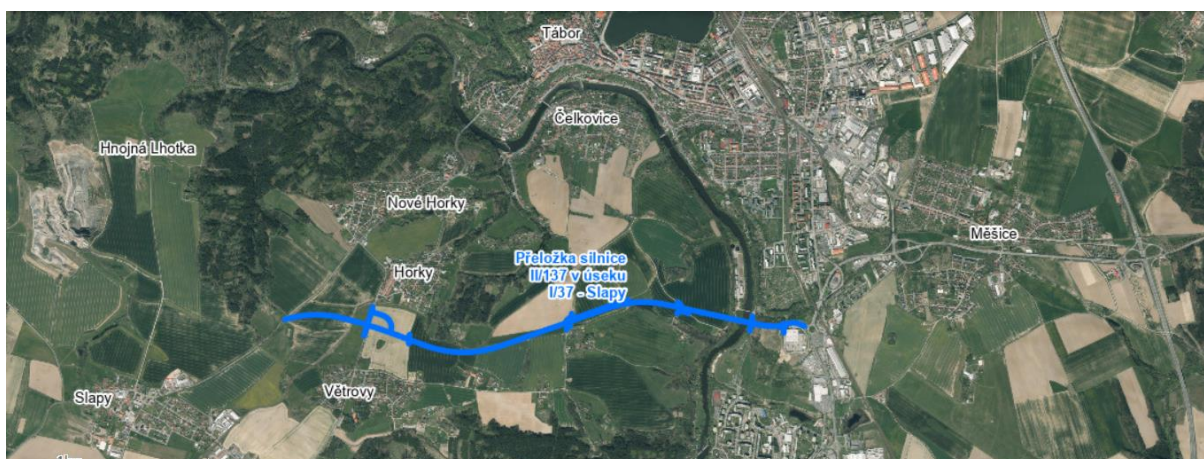 Tábor
Čelkovice
Hnojná Lhotka
Nové Horky
Měšice
Přeložka silnice
II/137 v úseku
I/37 - Slapy
Horky
Větrovy
Slapy